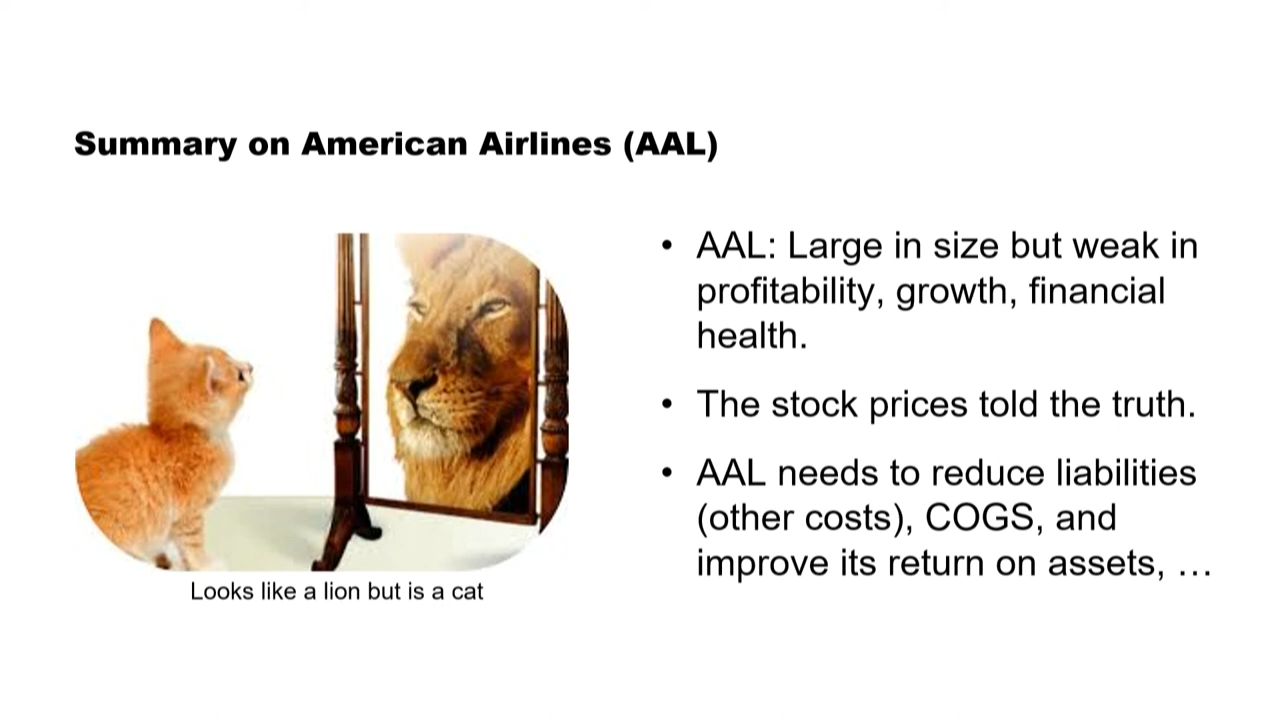 Summary on American Airlines (AAL)
• AAL: Large in size but weak in
profitability, growth, financial
health.
• The stock prices told the truth.
• AAL needs to reduce liabilities
(other costs), COGS, and
improve its return on assets, …
Looks like a lion but is a cat